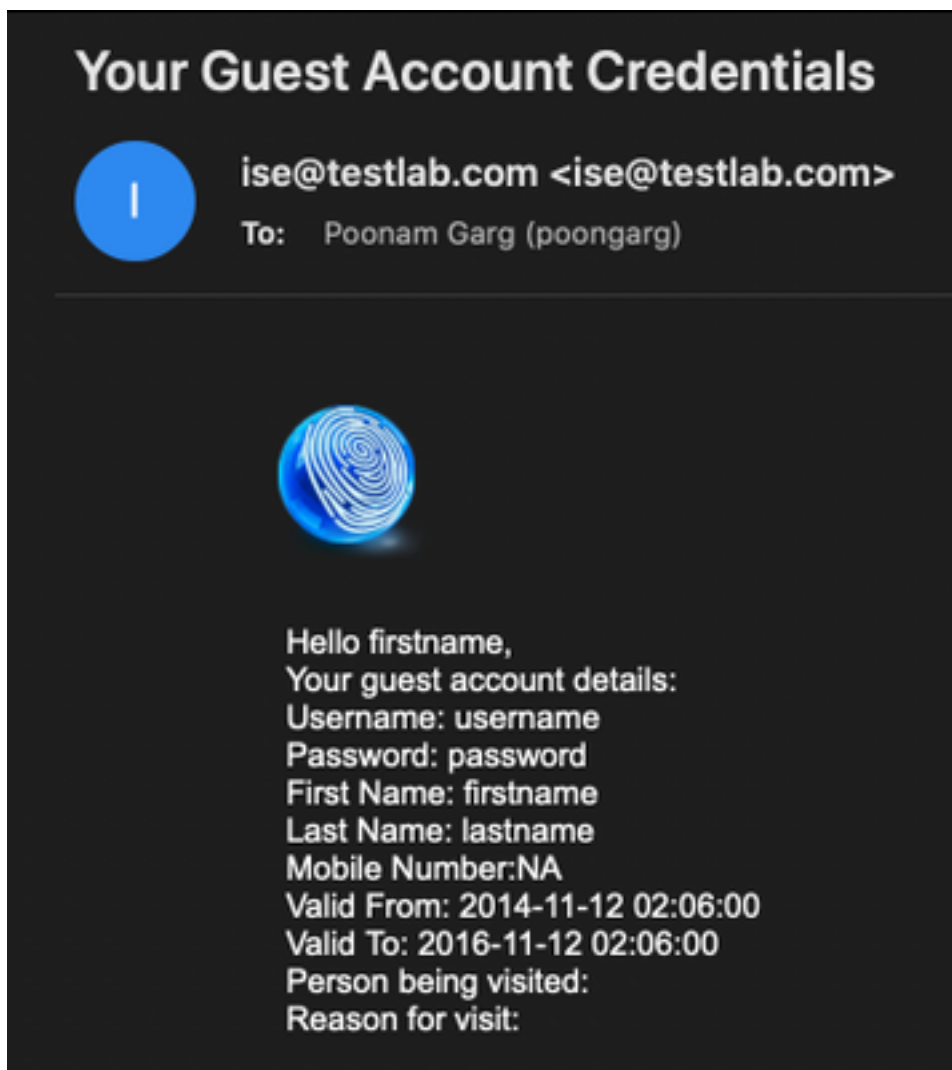 Your Guest Account Credentials
I
ise@testlab.com <ise@testlab.com>
To: Poonam Garg (poongarg)
Hello firstname,
Your guest account details:
Username: username
Password: password
First Name: firstname
Last Name: lastname
Mobile Number:NA
Valid From: 2014-11-12 02:06:00
Valid To: 2016-11-12 02:06:00
Person being visited:
Reason for visit: